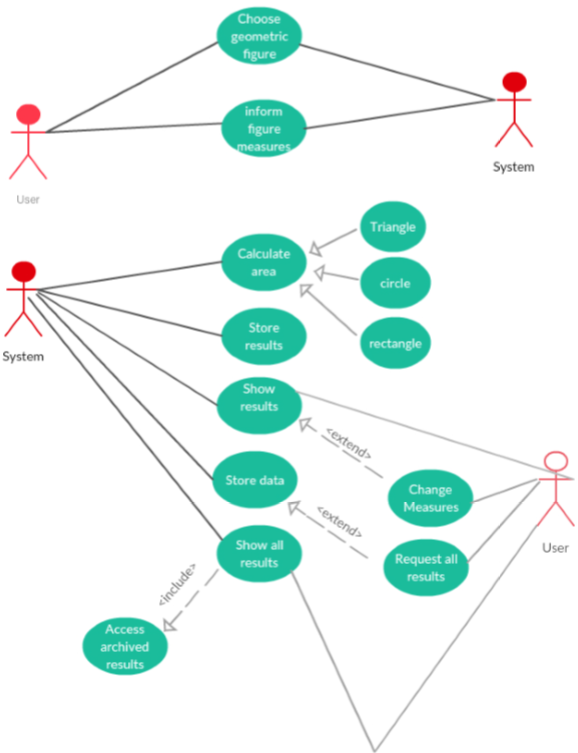 Choose
geometric
figure
inform
figure
measures
User
System
Triangle
Calculate
area
circle
System
Store
results
rectangle
Show
results
<extend>
Store data
Change
Measures
<extend>
User
Show all
results
Request all
results
<include>
Access
archived
results